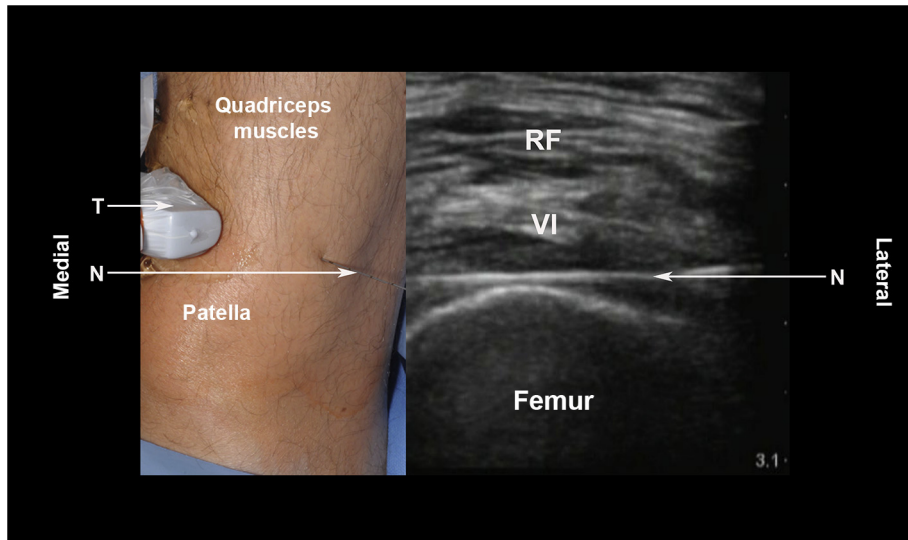 Quadriceps
muscles
RF
T
VI
Medial
N
N
Lateral
Patella
Femur
3.1